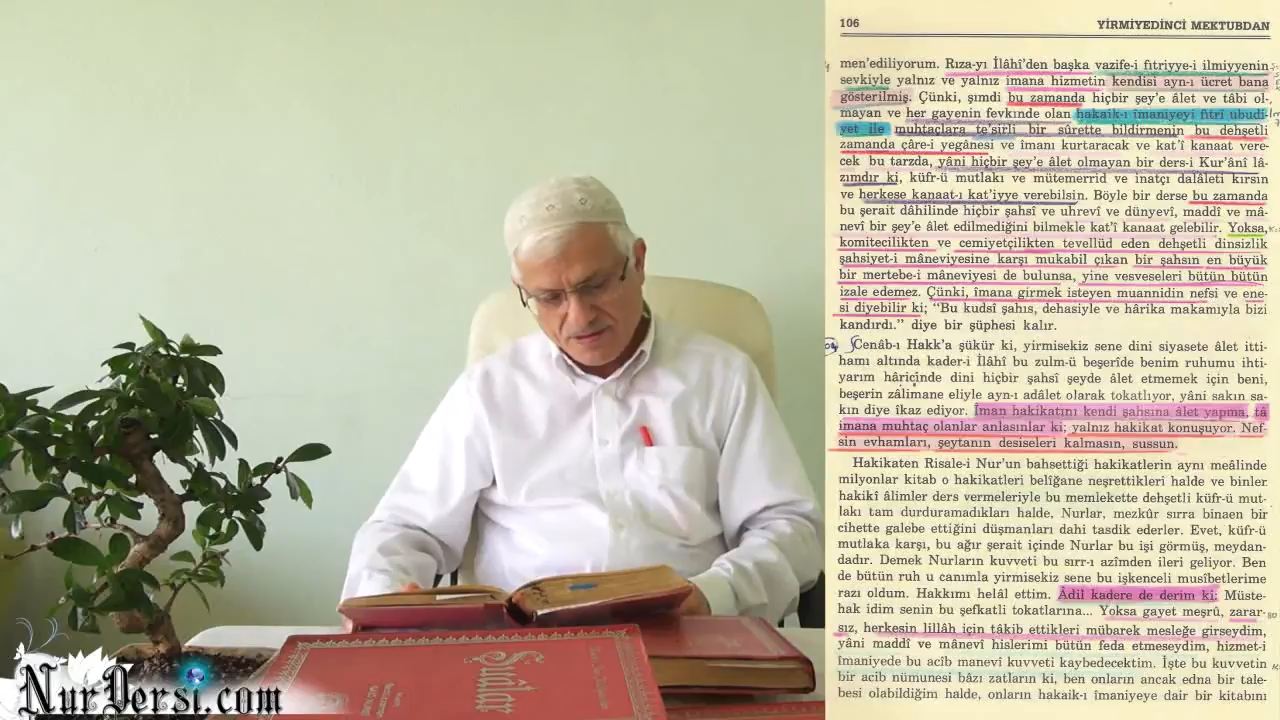 106 YİRMİYEDİNCİ MEKTUBDAN
men'ediliyorum. Rıza-yı İlâhî'den başka vazife-i fıtriyye-i ilmiyyenin
sevkiyle yalnız ve yalnız imana hizmetin kendisi ayn-ı ücret bana
gösterilmiş. Çünki, şimdi bu zamanda hiçbir şey'e âlet ve tâbi ol-
mayan ve her gayenin fevkinde olan hakaik-ı imaniyeyi fıtrî ubudi-
yet ile muhtaçlara te'sirli bir sûrette bildirmenin bu dehşetli
zamanda çâre-i yegânesi ve imanı kurtaracak ve kat'î kanaat vere-
cek bu tarzda, yâni hiçbir şey'e âlet olmayan bir ders-i Kur'ânî lâ-
zımdır ki, küfr-ü mutlakı ve mütemerrid ve inatçı dalâleti kırsın
ve herkese kanaat-ı kat'iyye verebilsin. Böyle bir derse bu zamanda
bu şerait dâhilinde hiçbir şahsî ve uhrevî ve dünyevî, maddî ve mâ-
nevî bir şey'e âlet edilmediğini bilmekle kat'î kanaat gelebilir. Yoksa,
komitecilikten ve cemiyetçilikten tevellüd eden dehşetli dinsizlik
şahsiyet-i mâneviyesine karşı mukabil çıkan bir şahsın en büyük
bir mertebe-i mâneviyesi de bulunsa, yine vesveseleri bütün bütün
izale edemez. Çünki, îmana girmek isteyen muannidin nefsi ve ene-
si diyebilir ki; "Bu kudsî şahıs, dehasiyle ve hârika makamıyla bizi
kandırdı." diye bir şüphesi kalır.
Cenâb-ı Hakk'a şükür ki, yirmisekiz sene dini siyasete âlet itti-
hamı altında kader-i İlâhî bu zulm-ü beşerîde benim ruhumu ihti-
yarım hâricinde dini hiçbir şahsî şeyde âlet etmemek için beni,
beşerin zâlimane eliyle ayn-ı adâlet olarak tokatlıyor, yâni sakın sa-
kın diye îkaz ediyor. İman hakikatını kendi şahsına âlet yapma, tâ
imana muhtaç olanlar anlasınlar ki; yalnız hakikat konuşuyor. Nef-
sin evhamları, şeytanın desiseleri kalmasın, sussun.
Hakikaten Risale-i Nur'un bahsettiği hakikatlerin aynı meâlinde
milyonlar kitab o hakikatleri belîğane neşrettikleri halde ve binler
hakikî âlimler ders vermeleriyle bu memlekette dehşetli küfr-ü mut-
lakı tam durduramadıkları halde, Nurlar, mezkûr sırra binaen bir
cihette galebe ettiğini düşmanları dahi tasdik ederler. Evet, küfr-ü
mutlaka karşı, bu ağır şerait içinde Nurlar bu işi görmüş, meydan-
dadır. Demek Nurların kuvveti bu sırr-ı azîmden ileri geliyor. Ben
de bütün ruh u canımla yirmisekiz sene bu işkenceli musîbetlerime
razı oldum. Hakkımı helâl ettim. Âdil kadere de derim ki: Müste-
hak idim senin bu şefkatli tokatlarına... Yoksa gayet meşrû, zarar-
sız, herkesin lillâh için tâkib ettikleri mübarek mesleğe girseydim,
yâni maddî ve mânevî hislerimi bütün feda etmeseydim, hizmet-i
îmaniyede bu acîb manevî kuvveti kaybedecektim. İşte bu kuvvetin
bir acib nümunesi bâzı zatların ki, ben onların ancak edna bir tale-
besi olabildiğim halde, onların hakaik-ı imaniyeye dair bir kitabını
Şuâlar
NurDersi.com